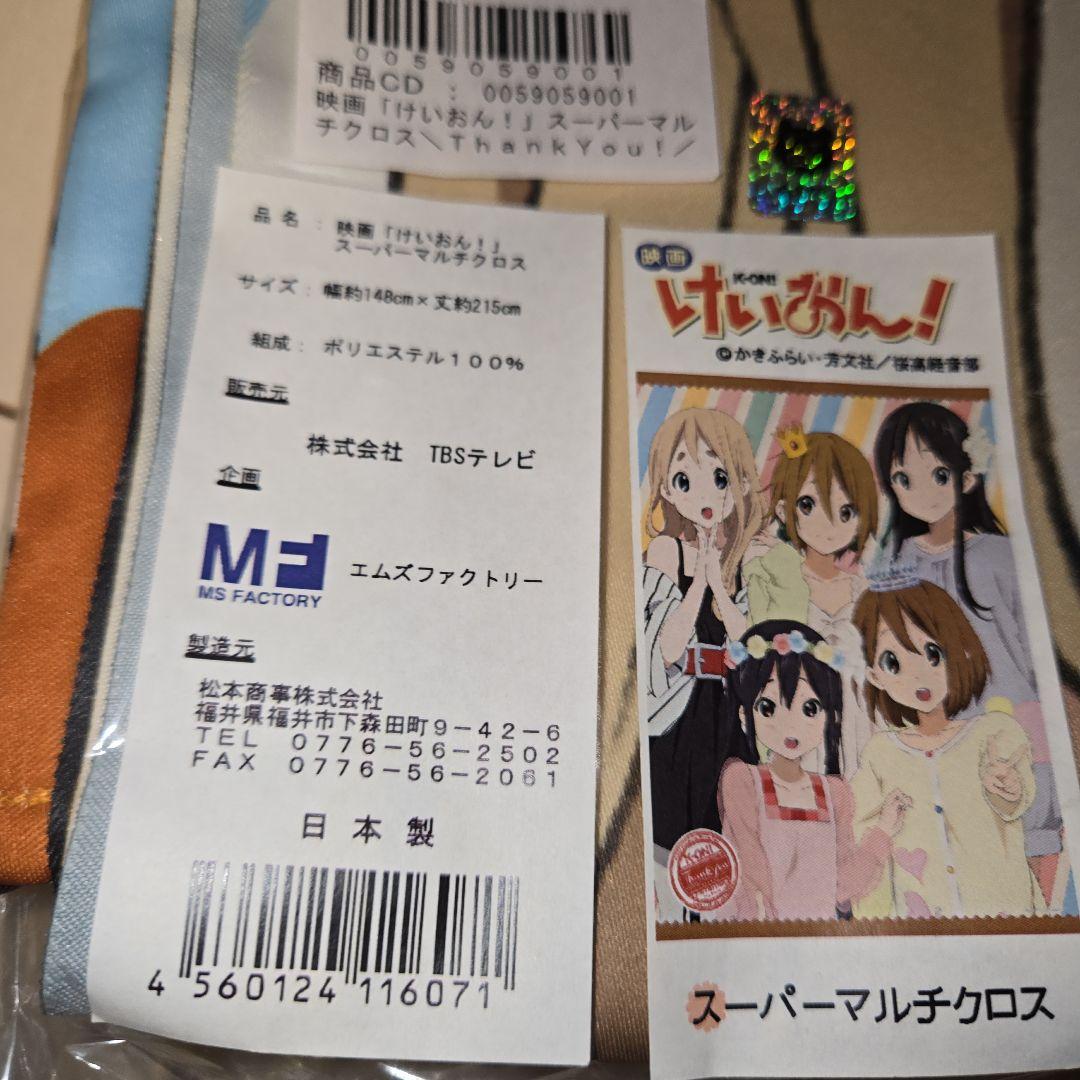 0059059001
商品CD : 0059059001
映画「けいおん!」スーパーマル
チクロス\ThankYou!/
品名 : 映画「けいおん!」
スーパーマルチクロス
サイズ : 幅約148cm×丈約215cm
組成 : ポリエステル100%
販売元
株式会社 TBSテレビ
企画
MF
MS FACTORY
エムズファクトリー
製造元
松本商事株式会社
福井県福井市下森田町9-42-6
TEL 0776-56-2502
FAX 0776-56-2061
日本製
4 560124 116071
映画
K-ON!
けいおん!
©かきふらい・芳文社/桜高軽音部
K-ON!
Thank you
スーパーマルチクロス